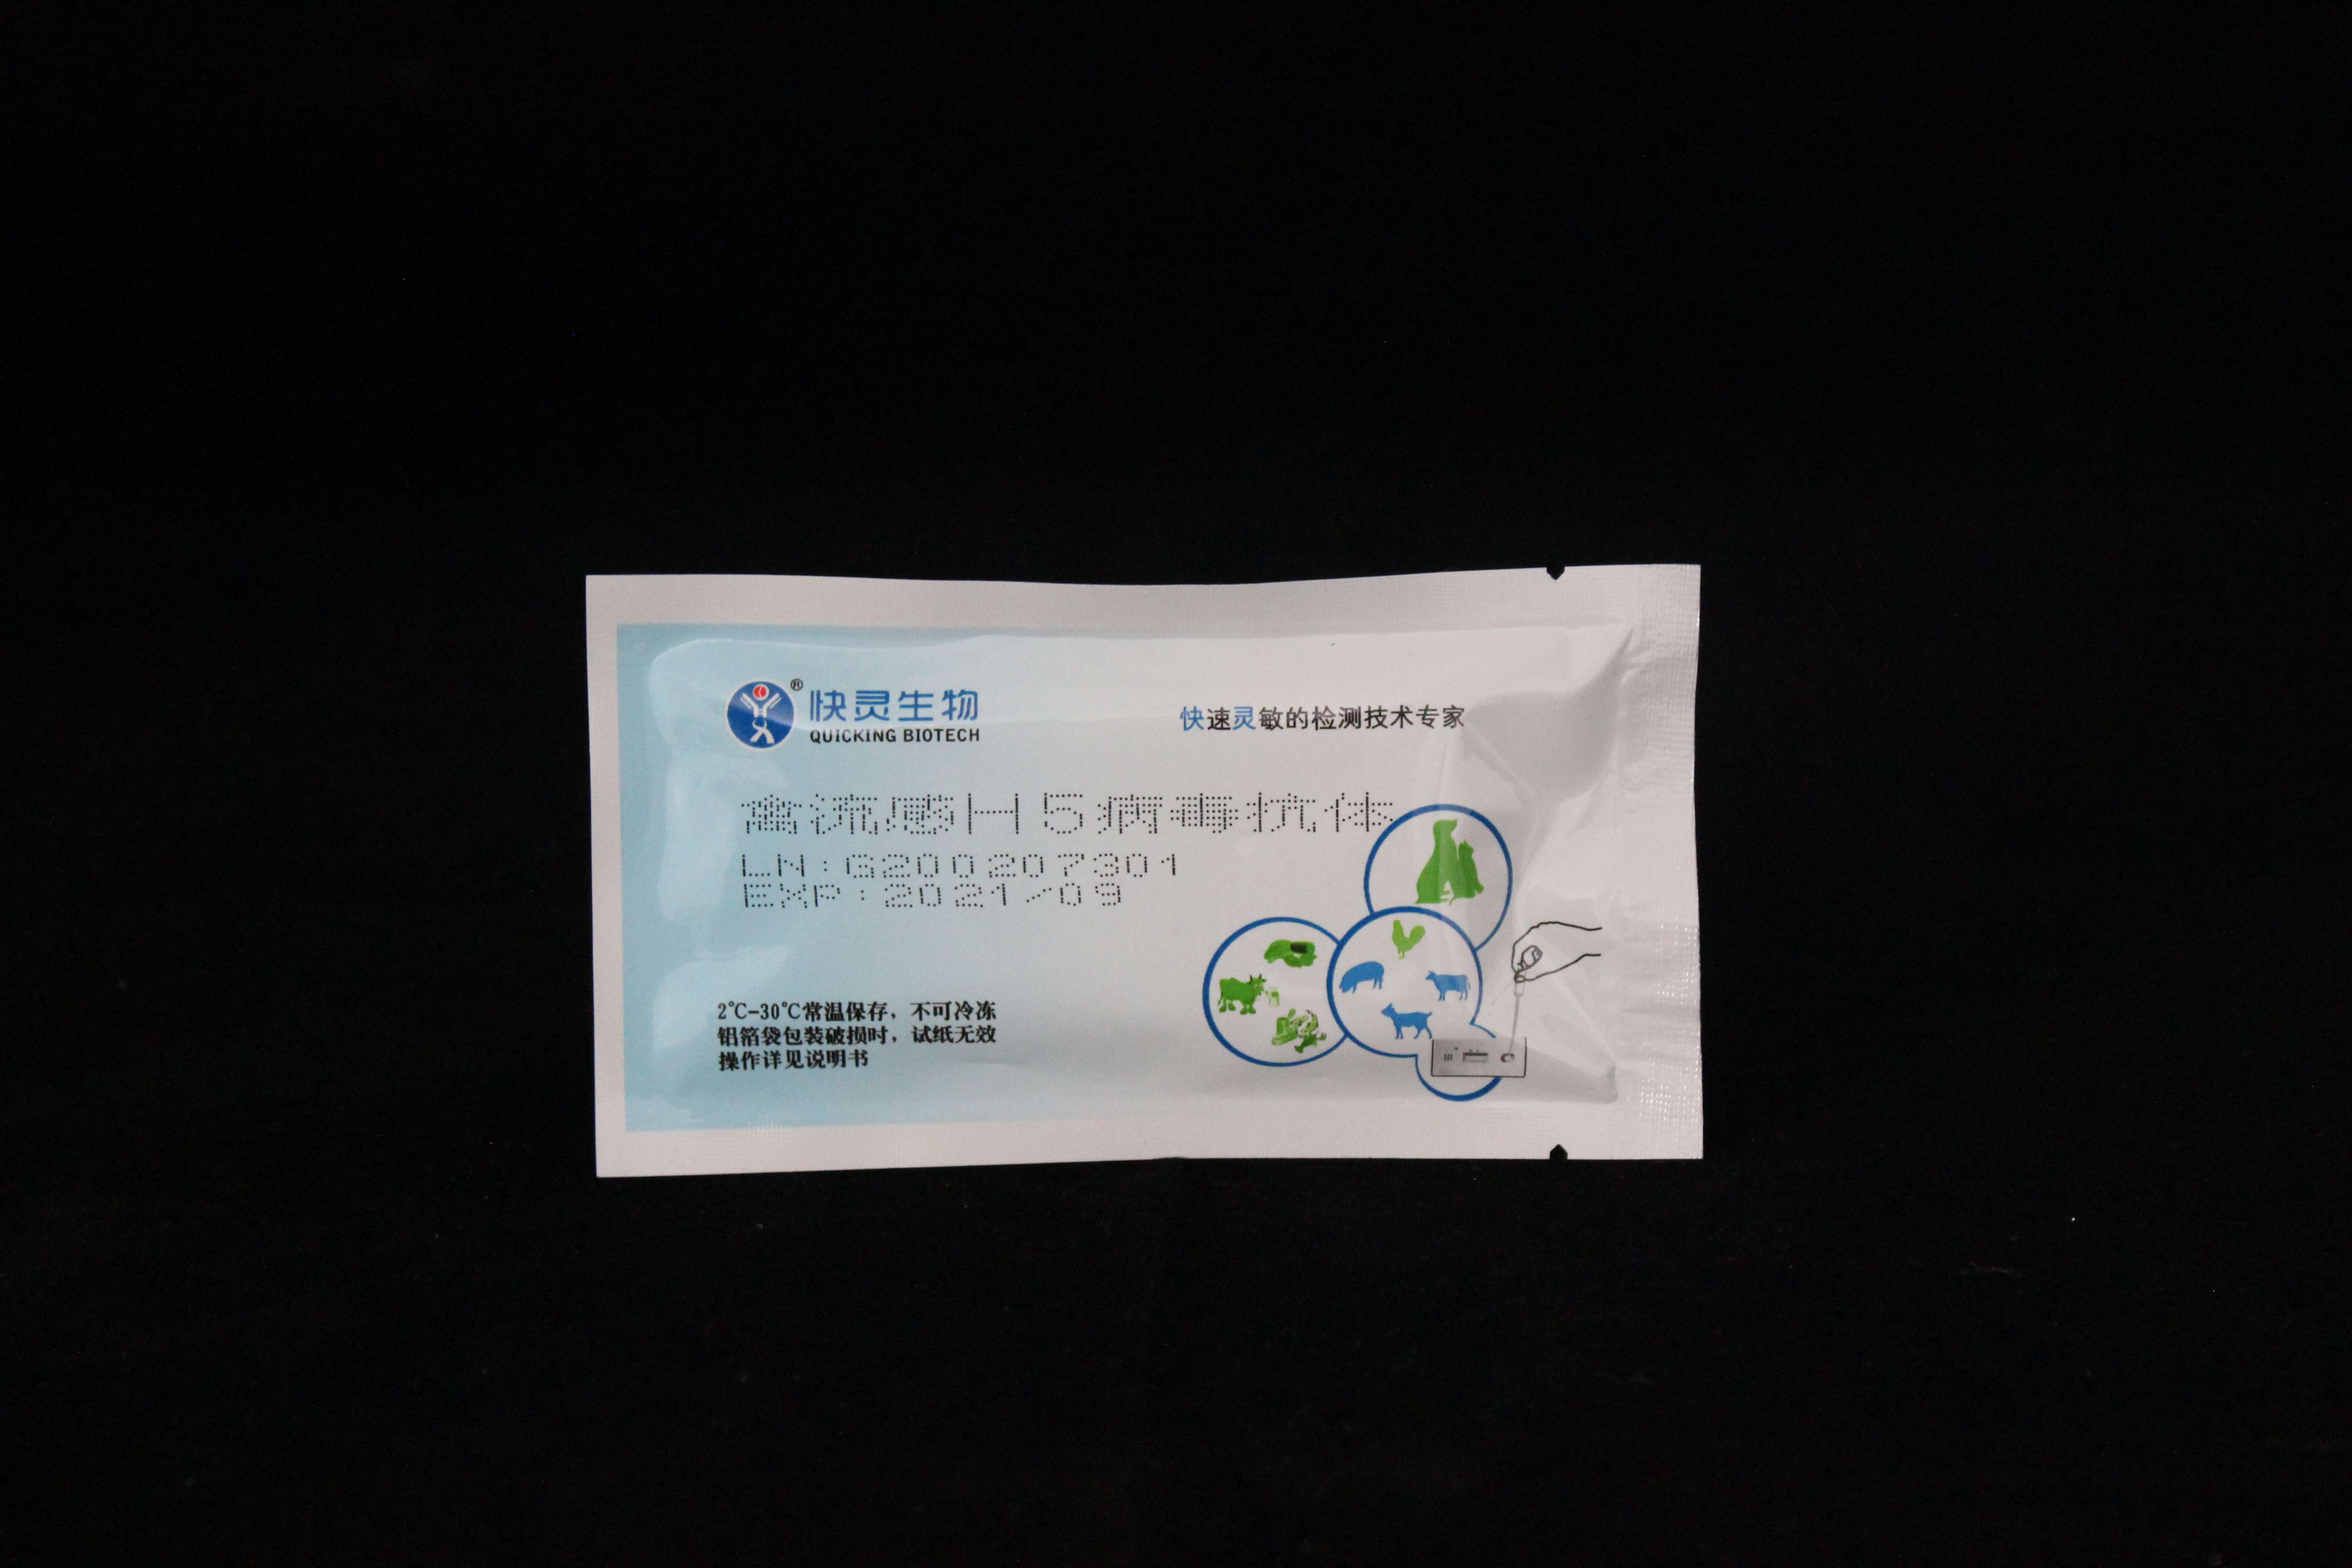 ® 快灵生物
QUICKING BIOTECH
快速灵敏的检测技术专家
禽流感H5病毒抗体
LN:G200207301
EXP:2021/09
2℃-30℃常温保存，不可冷冻
铝箔袋包装破损时，试纸无效
操作详见说明书